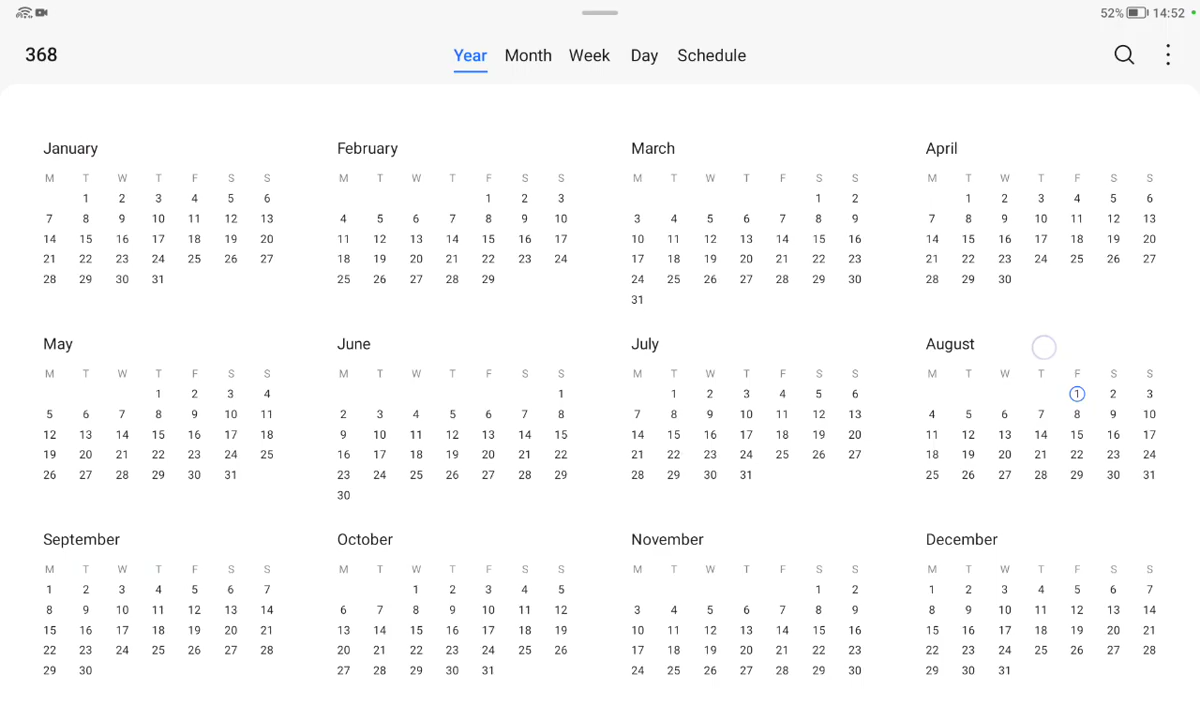 52% 14:52
368 Year Month Week Day Schedule
January February March April
M T W T F S S M T W T F S S M T W T F S S M T W T F S S
1 2 3 4 5 6 1 2 3 1 2 1 2 3 4 5 6
7 8 9 10 11 12 13 4 5 6 7 8 9 10 3 4 5 6 7 8 9 7 8 9 10 11 12 13
14 15 16 17 18 19 20 11 12 13 14 15 16 17 10 11 12 13 14 15 16 14 15 16 17 18 19 20
21 22 23 24 25 26 27 18 19 20 21 22 23 24 17 18 19 20 21 22 23 21 22 23 24 25 26 27
28 29 30 31 25 26 27 28 29 24 25 26 27 28 29 30 28 29 30
31
May June July August
M T W T F S S M T W T F S S M T W T F S S M T W T F S S
1 2 3 4 1 1 2 3 4 5 6 1 2 3
5 6 7 8 9 10 11 2 3 4 5 6 7 8 7 8 9 10 11 12 13 4 5 6 7 8 9 10
12 13 14 15 16 17 18 9 10 11 12 13 14 15 14 15 16 17 18 19 20 11 12 13 14 15 16 17
19 20 21 22 23 24 25 16 17 18 19 20 21 22 21 22 23 24 25 26 27 18 19 20 21 22 23 24
26 27 28 29 30 31 23 24 25 26 27 28 29 28 29 30 31 25 26 27 28 29 30 31
30
September October November December
M T W T F S S M T W T F S S M T W T F S S M T W T F S S
1 2 3 4 5 6 7 1 2 3 4 5 1 2 1 2 3 4 5 6 7
8 9 10 11 12 13 14 6 7 8 9 10 11 12 3 4 5 6 7 8 9 8 9 10 11 12 13 14
15 16 17 18 19 20 21 13 14 15 16 17 18 19 10 11 12 13 14 15 16 15 16 17 18 19 20 21
22 23 24 25 26 27 28 20 21 22 23 24 25 26 17 18 19 20 21 22 23 22 23 24 25 26 27 28
29 30 27 28 29 30 31 24 25 26 27 28 29 30 29 30 31